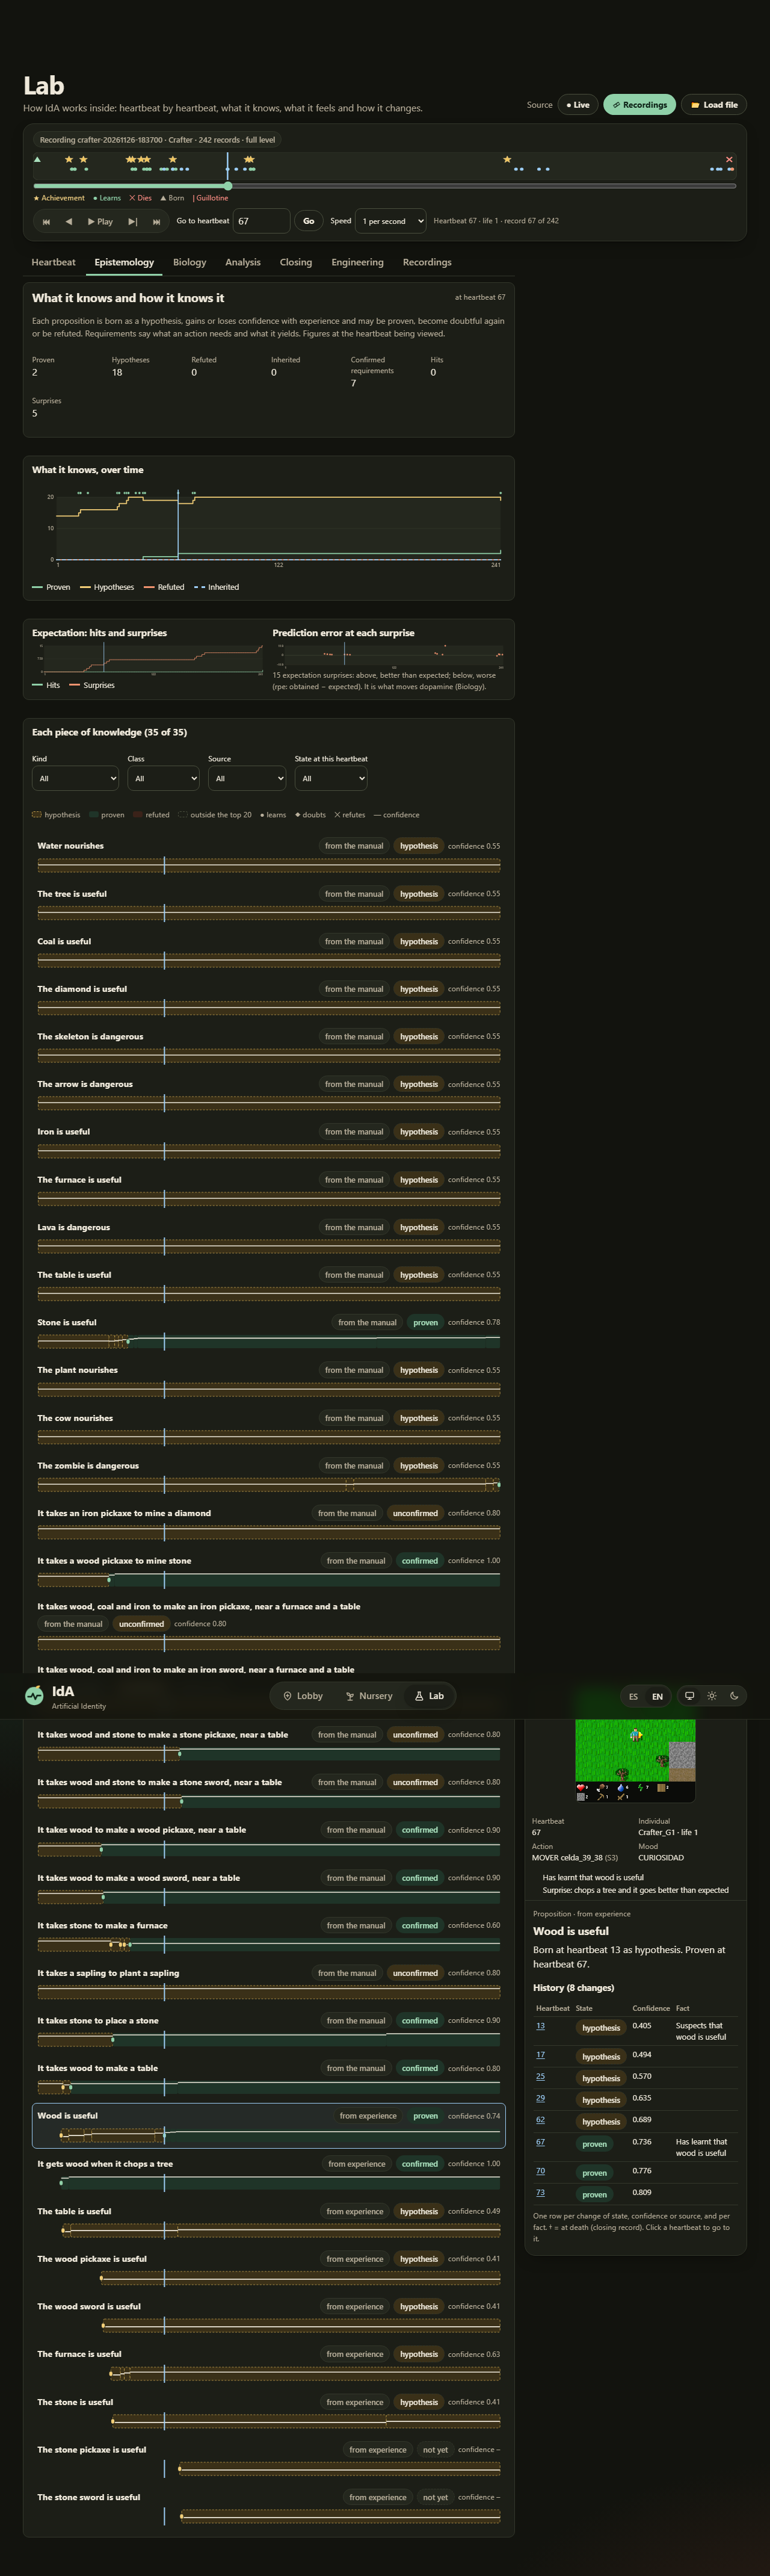 Lab
How IdA works inside: heartbeat by heartbeat, what it knows, what it feels and how it changes.
Source
Live
Recordings
Load file
Recording crafter-20261126-183700 · Crafter · 242 records · full level
★ Achievement ● Learns ✕ Dies ▲ Born | Guillotine
Play
Go to heartbeat 67 Go Speed 1 per second Heartbeat 67 · life 1 · record 67 of 242
Heartbeat Epistemology Biology Analysis Closing Engineering Recordings
What it knows and how it knows it
at heartbeat 67
Each proposition is born as a hypothesis, gains or loses confidence with experience and may be proven, become doubtful again
or be refuted. Requirements say what an action needs and what it yields. Figures at the heartbeat being viewed.
Proven Hypotheses Refuted Inherited Confirmed requirements Hits
2 18 0 0 7 0
Surprises
5
What it knows, over time
20
10
0
1 122 241
Proven Hypotheses Refuted Inherited
Expectation: hits and surprises
Hits Surprises
Prediction error at each surprise
15 expectation surprises: above, better than expected; below, worse
(rpe: obtained − expected). It is what moves dopamine (Biology).
Each piece of knowledge (35 of 35)
Kind Class Source State at this heartbeat
All All All All
hypothesis proven refuted outside the top 20 ● learns ◆ doubts ✕ refutes — confidence
Water nourishes from the manual hypothesis confidence 0.55
The tree is useful from the manual hypothesis confidence 0.55
Coal is useful from the manual hypothesis confidence 0.55
The diamond is useful from the manual hypothesis confidence 0.55
The skeleton is dangerous from the manual hypothesis confidence 0.55
The arrow is dangerous from the manual hypothesis confidence 0.55
Iron is useful from the manual hypothesis confidence 0.55
The furnace is useful from the manual hypothesis confidence 0.55
Lava is dangerous from the manual hypothesis confidence 0.55
The table is useful from the manual hypothesis confidence 0.55
Stone is useful from the manual proven confidence 0.78
The plant nourishes from the manual hypothesis confidence 0.55
The cow nourishes from the manual hypothesis confidence 0.55
The zombie is dangerous from the manual hypothesis confidence 0.55
It takes an iron pickaxe to mine a diamond from the manual unconfirmed confidence 0.80
It takes a wood pickaxe to mine stone from the manual confirmed confidence 1.00
It takes wood, coal and iron to make an iron pickaxe, near a furnace and a table
from the manual unconfirmed confidence 0.80
It takes wood, coal and iron to make an iron sword, near a furnace and a table
IdA
Artificial Identity
Lobby Nursery Lab
ES EN
It takes wood and stone to make a stone pickaxe, near a table from the manual unconfirmed confidence 0.80
It takes wood and stone to make a stone sword, near a table from the manual unconfirmed confidence 0.80
It takes wood to make a wood pickaxe, near a table from the manual confirmed confidence 0.90
It takes wood to make a wood sword, near a table from the manual confirmed confidence 0.90
It takes stone to make a furnace from the manual confirmed confidence 0.60
It takes a sapling to plant a sapling from the manual unconfirmed confidence 0.80
It takes stone to place a stone from the manual confirmed confidence 0.90
It takes wood to make a table from the manual confirmed confidence 0.80
Wood is useful from experience proven confidence 0.74
It gets wood when it chops a tree from experience confirmed confidence 1.00
The table is useful from experience hypothesis confidence 0.49
The wood pickaxe is useful from experience hypothesis confidence 0.41
The wood sword is useful from experience hypothesis confidence 0.41
The furnace is useful from experience hypothesis confidence 0.63
The stone is useful from experience hypothesis confidence 0.41
The stone pickaxe is useful from experience not yet confidence –
The stone sword is useful from experience not yet confidence –
Heartbeat Individual
67 Crafter_G1 · life 1
Action Mood
MOVER celda_39_38 (S3) CURIOSIDAD
Has learnt that wood is useful
Surprise: chops a tree and it goes better than expected
Proposition · from experience
Wood is useful
Born at heartbeat 13 as hypothesis. Proven at
heartbeat 67.
History (8 changes)
Heartbeat State Confidence Fact
13 hypothesis 0.405 Suspects that wood is useful
17 hypothesis 0.494
25 hypothesis 0.570
29 hypothesis 0.635
62 hypothesis 0.689
67 proven 0.736 Has learnt that wood is useful
70 proven 0.776
73 proven 0.809
One row per change of state, confidence or source, and per
fact. † = at death (closing record). Click a heartbeat to go to
it.